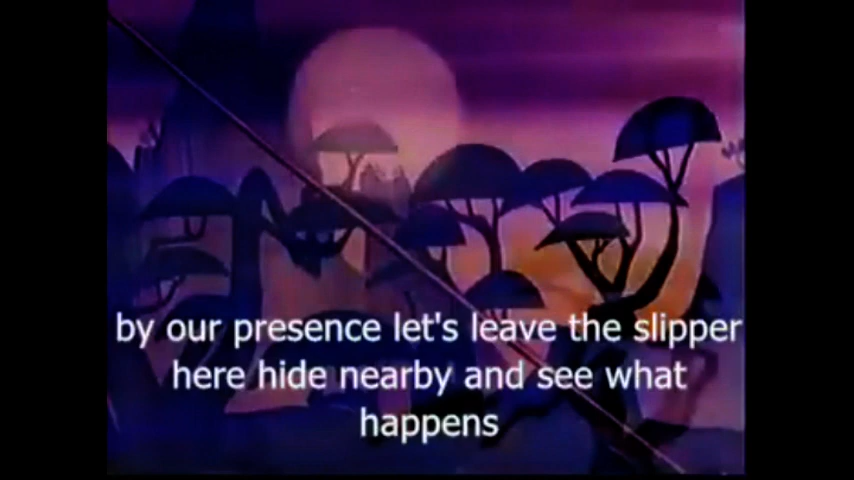 by our presence let's leave the slipper
here hide nearby and see what
happens